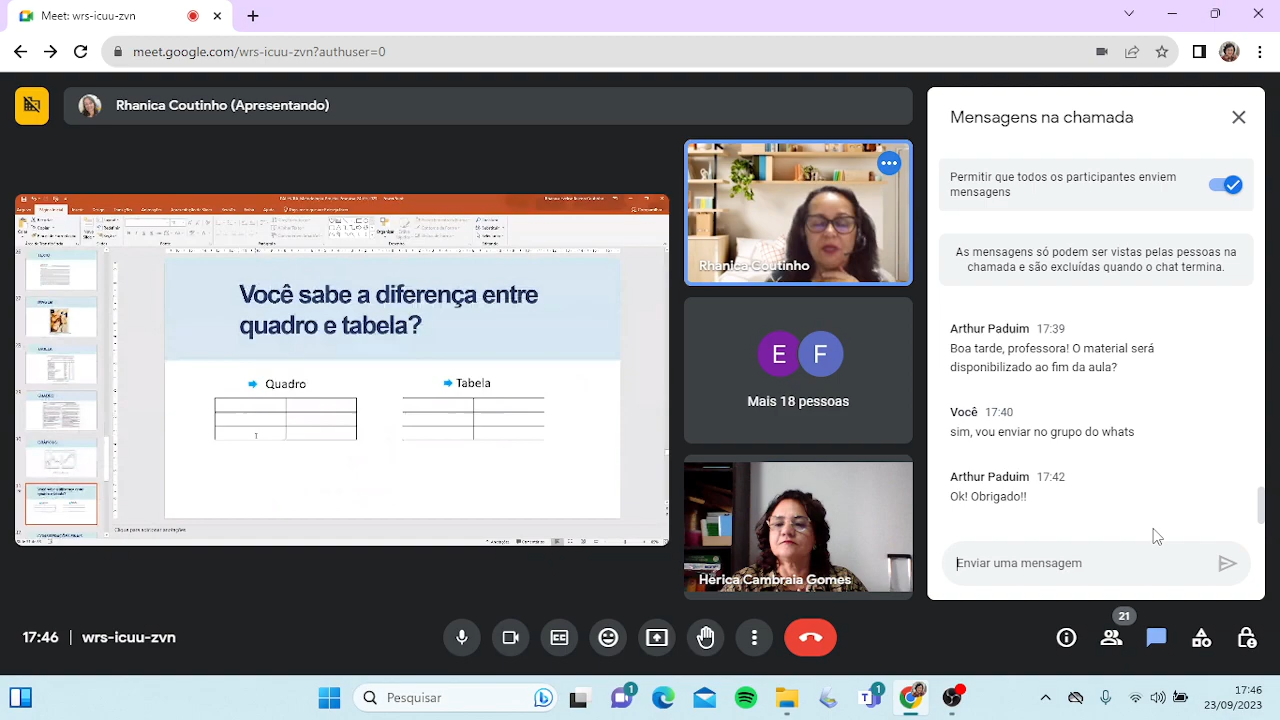 Meet: wrs-icuu-zvn
meet.google.com/wrs-icuu-zvn?authuser=0
Rhanica Coutinho (Apresentando)
Você sabe a diferença entre
quadro e tabela?
Quadro
Tabela
Rhanica Coutinho
E
F
Mais 18 pessoas
Herica Cambraia Gomes
Mensagens na chamada
Permitir que todos os participantes enviem
mensagens
As mensagens só podem ser vistas pelas pessoas na
chamada e são excluídas quando o chat termina.
Arthur Paduim 17:39
Boa tarde, professora! O material será
disponibilizado ao fim da aula?
Você 17:40
sim, vou enviar no grupo do whats
Arthur Paduim 17:42
Ok! Obrigado!!
Enviar uma mensagem
17:46 | wrs-icuu-zvn
21
Pesquisar
1
1
17:46
23/09/2023